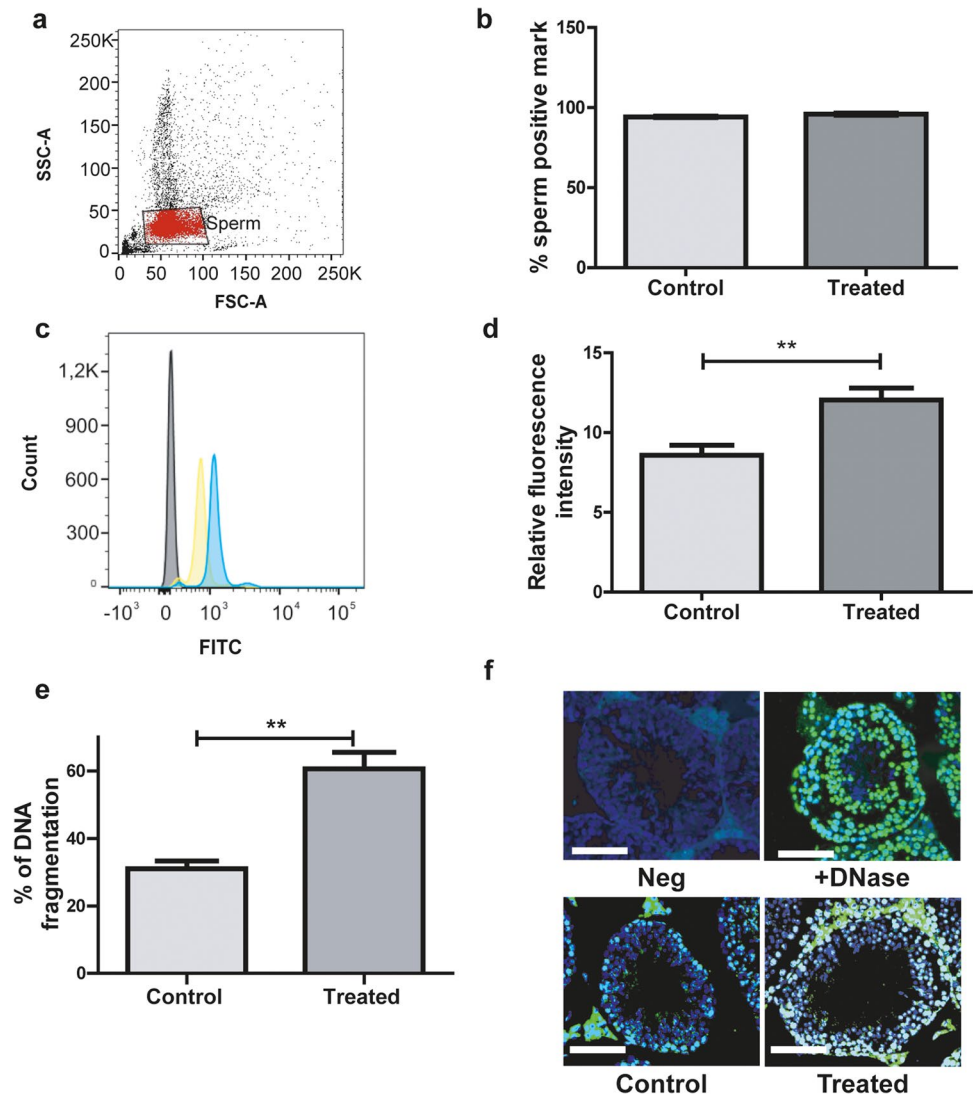 a
250K
200
150
100
50
0
SSC-A
Sperm
0 50 100 150 200 250K
FSC-A
b
% sperm positive mark
150
100
50
0
Control Treated
c
1,2K
900
600
300
0
Count
-10³ 0 10³ 10⁴ 10⁵
FITC
d
Relative fluorescence
intensity
15
10
5
0
**
Control Treated
e
% of DNA
fragmentation
60
40
20
0
**
Control Treated
f
Neg +DNase
Control Treated